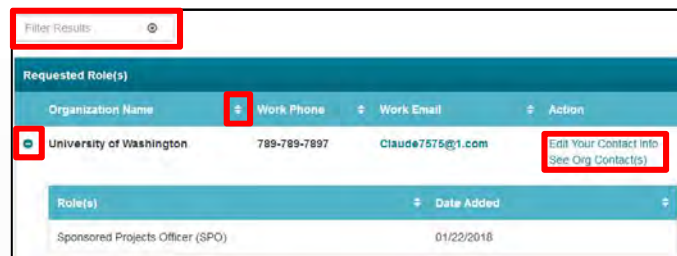 Filter Results
Requested Role(s)
Organization Name Work Phone Work Email Action
University of Washington 789-789-7897 Claude7575@1.com Edit Your Contact Info
See Org Contact(s)
Role(s) Date Added
Sponsored Projects Officer (SPO) 01/22/2018